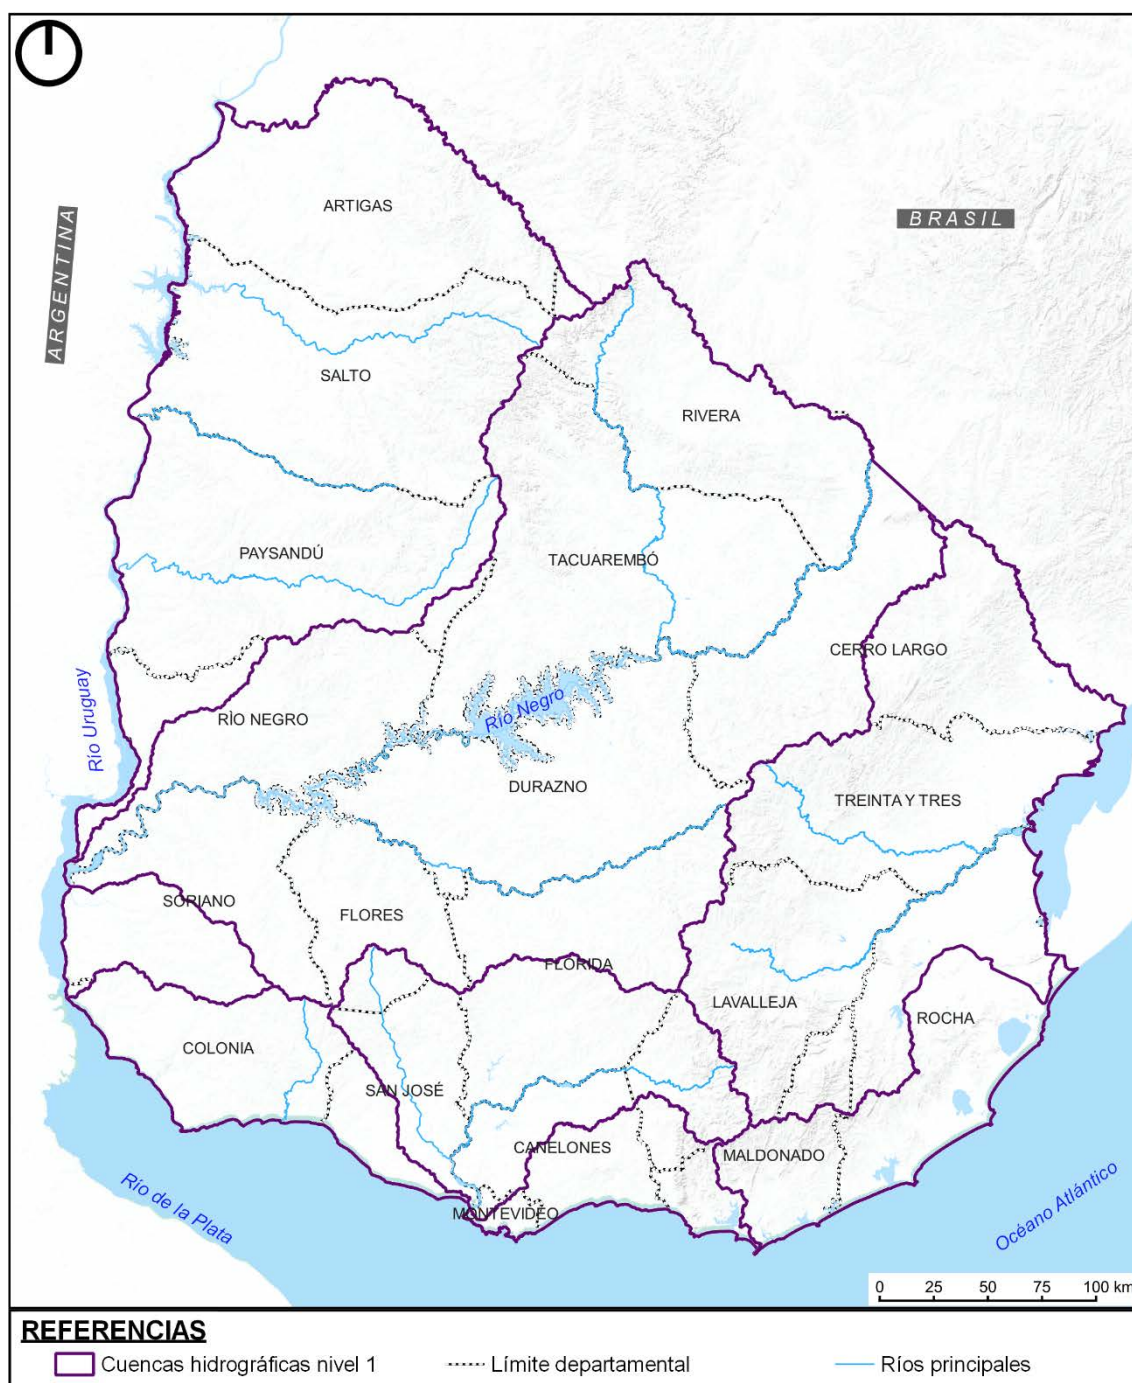 ARTIGAS
ARGENTINA
BRASIL
SALTO
RIVERA
PAYSANDÚ
TACUAREMBÓ
CERRO LARGO
Río Uruguay
RÌO NEGRO
Río Negro
DURAZNO
TREINTA Y TRES
SORIANO
FLORES
FLORIDA
LAVALLEJA
ROCHA
COLONIA
SAN JOSÉ
CANELONES
MALDONADO
MONTEVIDEO
Río de la Plata
Océano Atlántico
0 25 50 75 100 km
REFERENCIAS
Cuencas hidrográficas nivel 1 Límite departamental Ríos principales